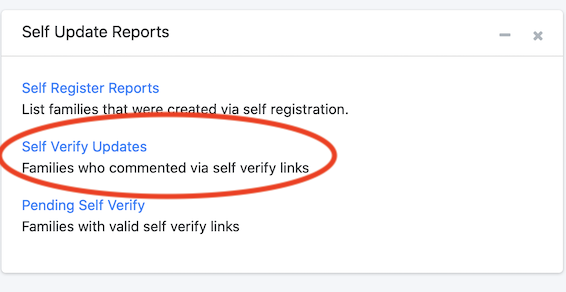 Self Update Reports
Self Register Reports
List families that were created via self registration.
Self Verify Updates
Families who commented via self verify links
Pending Self Verify
Families with valid self verify links